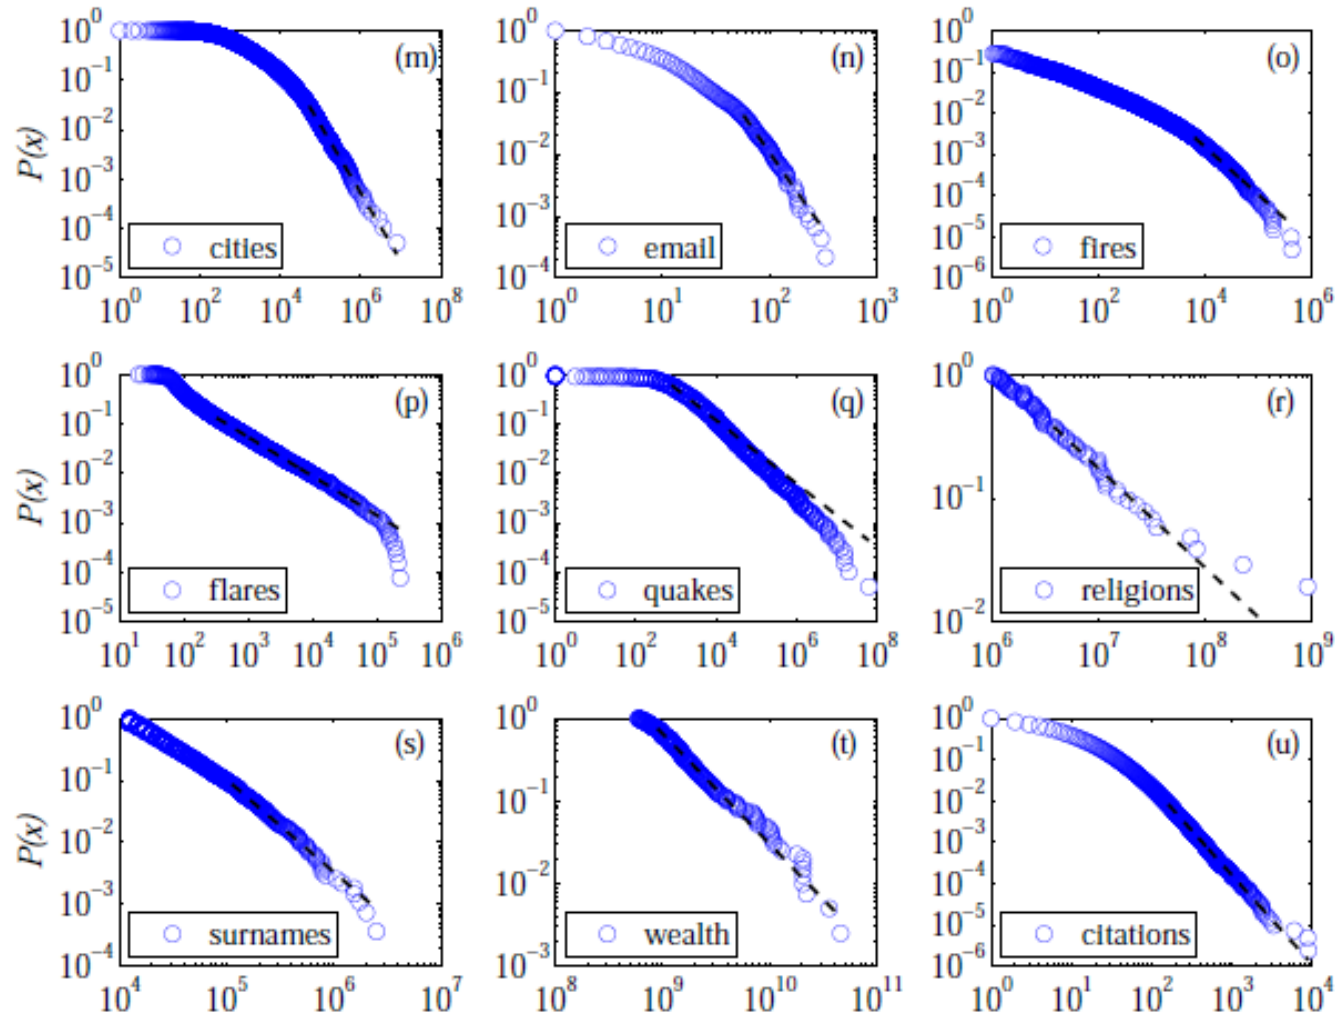 10^0 10^-1 10^-2 10^-3 10^-4 10^-5
P(x)
(m)
cities
10^0 10^2 10^4 10^6 10^8
10^0 10^-1 10^-2 10^-3 10^-4
(n)
email
10^0 10^1 10^2 10^3
10^0 10^-1 10^-2 10^-3 10^-4 10^-5 10^-6
(o)
fires
10^0 10^2 10^4 10^6
10^0 10^-1 10^-2 10^-3 10^-4 10^-5
P(x)
(p)
flares
10^1 10^2 10^3 10^4 10^5 10^6
10^0 10^-1 10^-2 10^-3 10^-4 10^-5
(q)
quakes
10^0 10^2 10^4 10^6 10^8
10^0 10^-1 10^-2
(r)
religions
10^6 10^7 10^8 10^9
10^0 10^-1 10^-2 10^-3 10^-4
P(x)
(s)
surnames
10^4 10^5 10^6 10^7
10^0 10^-1 10^-2 10^-3
(t)
wealth
10^8 10^9 10^10 10^11
10^0 10^-1 10^-2 10^-3 10^-4 10^-5 10^-6
(u)
citations
10^0 10^1 10^2 10^3 10^4